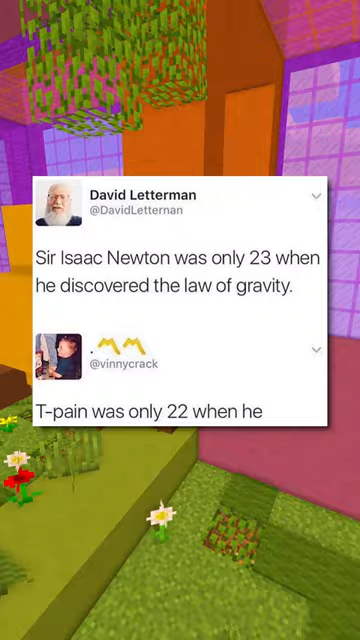 David Letterman
@DavidLetternan
Sir Isaac Newton was only 23 when
he discovered the law of gravity.
. 〽️〽️
@vinnycrack
T-pain was only 22 when he